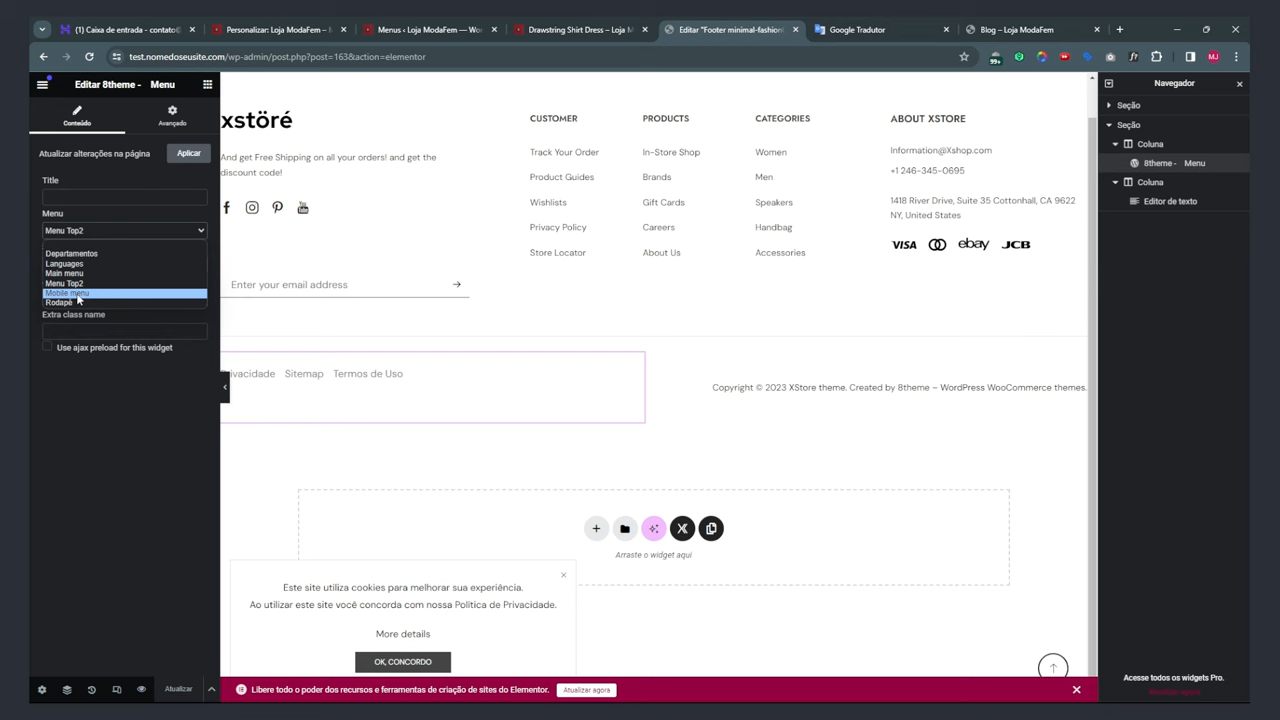 (1) Caixa de entrada - contato@
Personalizar: Loja ModaFem –
Menus ‹ Loja ModaFem — Wo
Drawstring Shirt Dress – Loja M
Editar "Footer minimal-fashion
Google Tradutor
Blog – Loja ModaFem
test.nomedoseusite.com/wp-admin/post.php?post=163&action=elementor
99+
MJ
Editar 8theme - Menu
Conteúdo
Avançado
Atualizar alterações na página
Aplicar
Title
Menu
Menu Top2
Departamentos
Languages
Main menu
Menu Top2
Mobile menu
Rodapé
Extra class name
Use ajax preload for this widget
Atualizar
xstöré
And get Free Shipping on all your orders! and get the
discount code!
Enter your email address
CUSTOMER
Track Your Order
Product Guides
Wishlists
Privacy Policy
Store Locator
PRODUCTS
In-Store Shop
Brands
Gift Cards
Careers
About Us
CATEGORIES
Women
Men
Speakers
Handbag
Accessories
ABOUT XSTORE
Information@Xshop.com
+1 246-345-0695
1418 River Drive, Suite 35 Cottonhall, CA 9622
NY, United States
VISA ebay JCB
rivacidade Sitemap Termos de Uso
Copyright © 2023 XStore theme. Created by 8theme – WordPress WooCommerce themes.
Arraste o widget aqui
Este site utiliza cookies para melhorar sua experiência.
Ao utilizar este site você concorda com nossa Política de Privacidade.
More details
OK, CONCORDO
Libere todo o poder dos recursos e ferramentas de criação de sites do Elementor.
Atualizar agora
Navegador
Seção
Seção
Coluna
8theme - Menu
Coluna
Editor de texto
Acesse todos os widgets Pro.